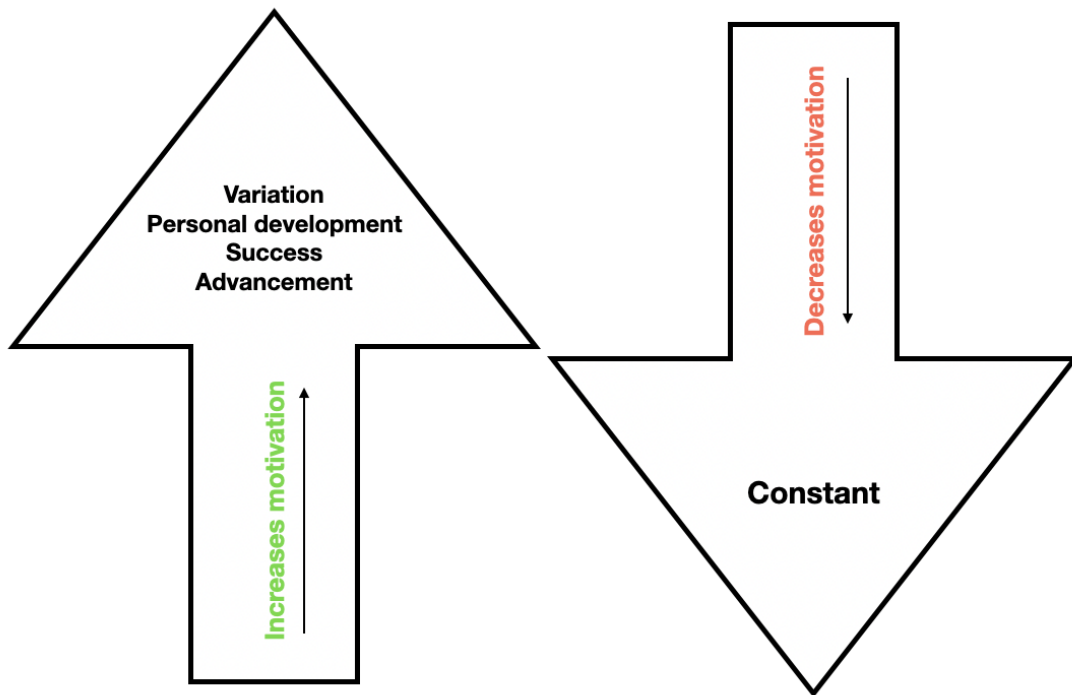 Variation
Personal development
Success
Advancement
Increases motivation
Decreases motivation
Constant